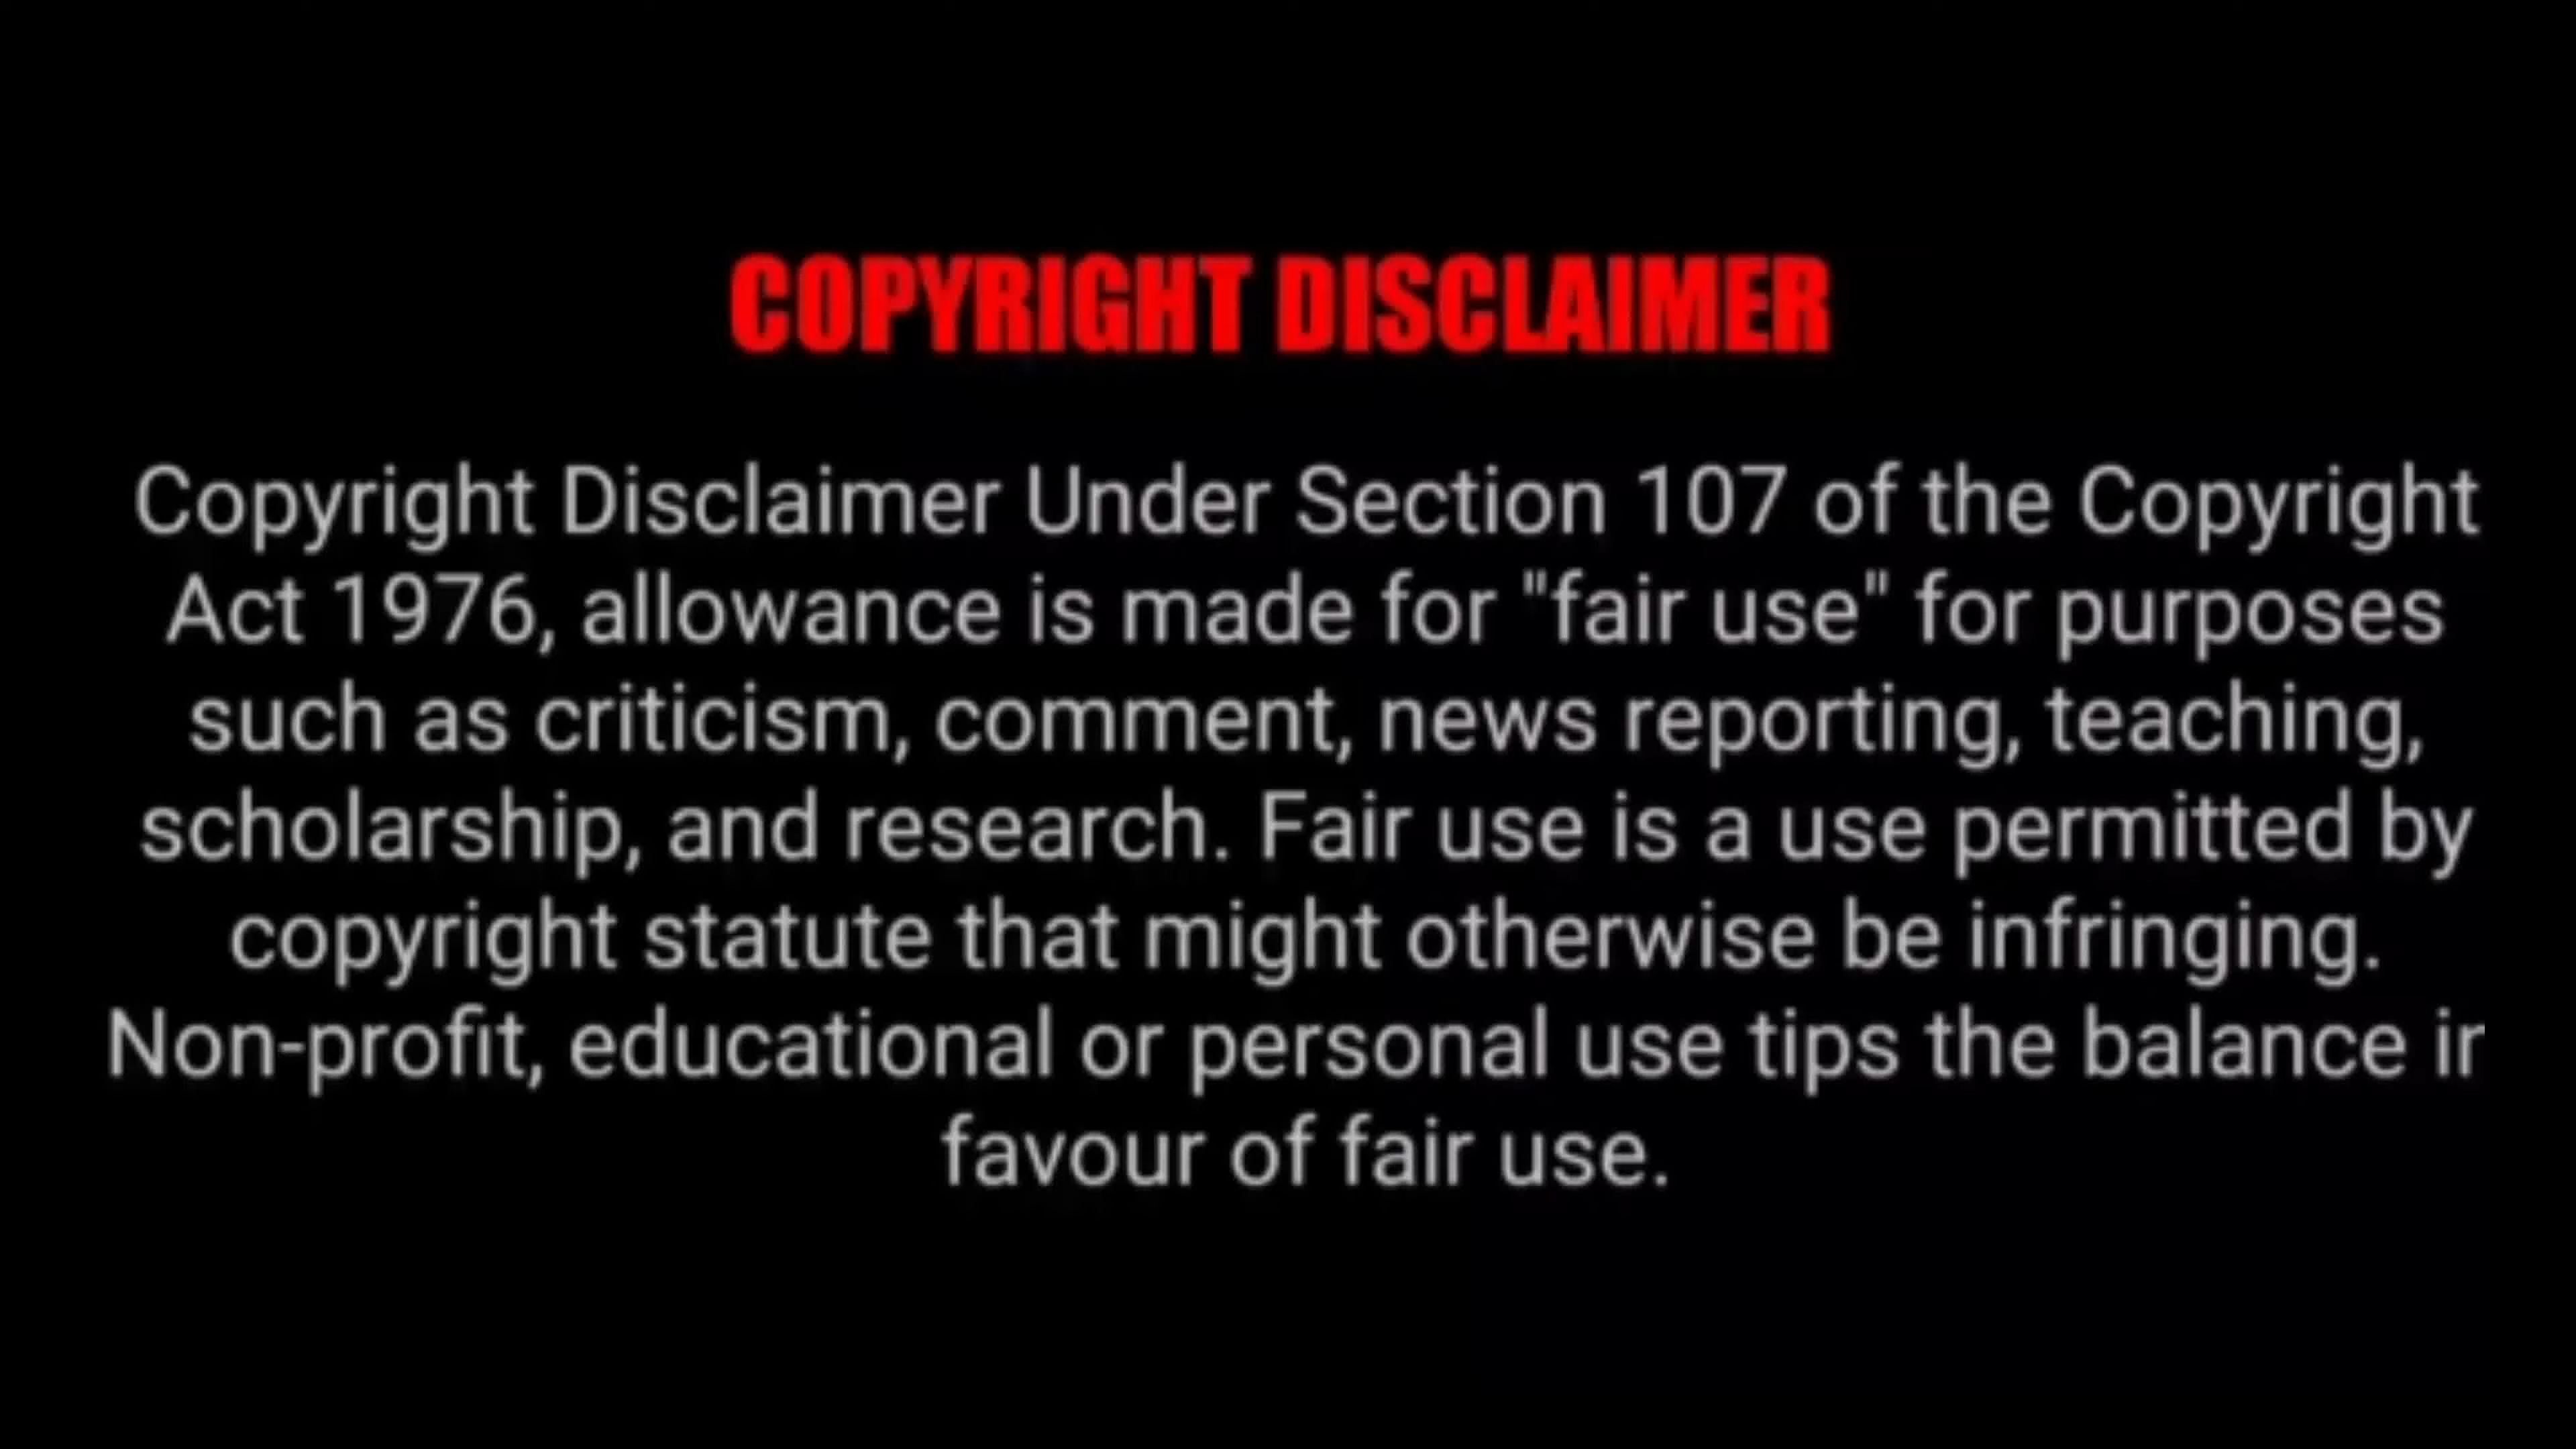 COPYRIGHT DISCLAIMER
Copyright Disclaimer Under Section 107 of the Copyright
Act 1976, allowance is made for "fair use" for purposes
such as criticism, comment, news reporting, teaching,
scholarship, and research. Fair use is a use permitted by
copyright statute that might otherwise be infringing.
Non-profit, educational or personal use tips the balance in
favour of fair use.